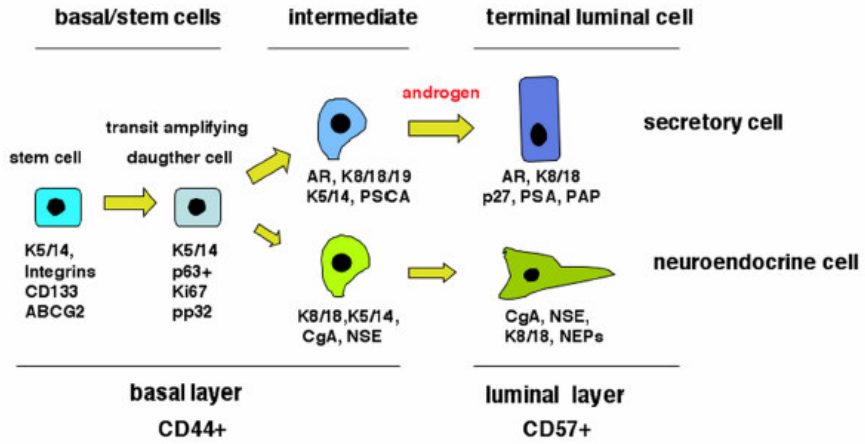 basal/stem cells
intermediate
terminal luminal cell
androgen
secretory cell
transit amplifying
stem cell
daugther cell
AR, K8/18/19
K5/14, PSCA
AR, K8/18
p27, PSA, PAP
K5/14,
Integrins
CD133
ABCG2
K5/14
p63+
Ki67
pp32
neuroendocrine cell
K8/18,K5/14,
CgA, NSE
CgA, NSE,
K8/18, NEPs
basal layer
CD44+
luminal layer
CD57+